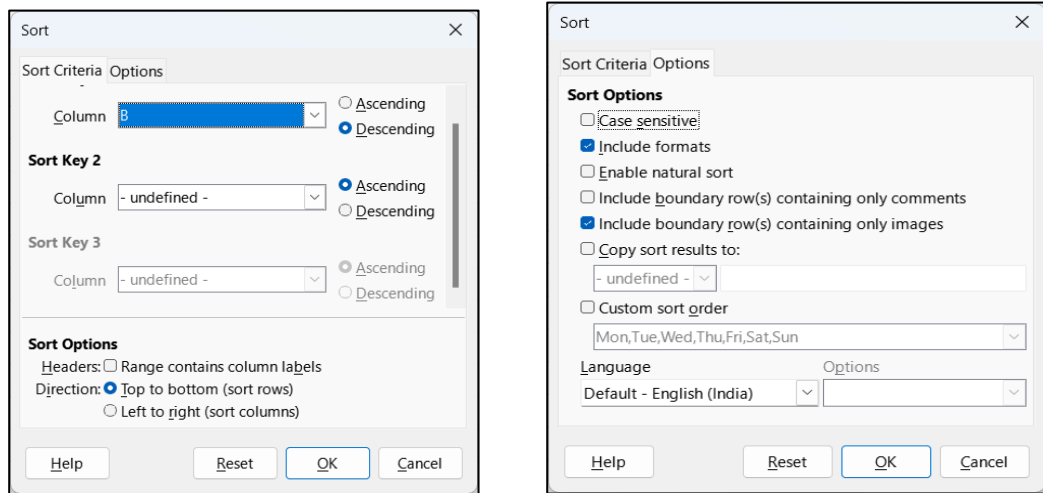 Sort
Sort Criteria Options
Column B
Ascending
Descending
Sort Key 2
Column - undefined -
Ascending
Descending
Sort Key 3
Column - undefined -
Ascending
Descending
Sort Options
Headers: Range contains column labels
Direction: Top to bottom (sort rows)
Left to right (sort columns)
Help Reset OK Cancel
Sort
Sort Criteria Options
Sort Options
Case sensitive
Include formats
Enable natural sort
Include boundary row(s) containing only comments
Include boundary row(s) containing only images
Copy sort results to:
- undefined -
Custom sort order
Mon,Tue,Wed,Thu,Fri,Sat,Sun
Language Options
Default - English (India)
Help Reset OK Cancel